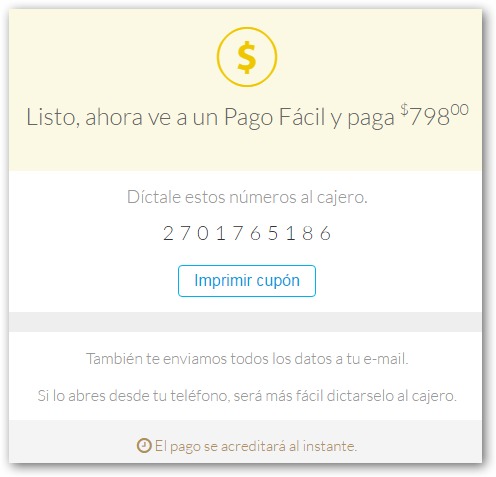 $
Listo, ahora ve a un Pago Fácil y paga $798⁰⁰
Díctale estos números al cajero.
2 7 0 1 7 6 5 1 8 6
Imprimir cupón
También te enviamos todos los datos a tu e-mail.
Si lo abres desde tu teléfono, será más fácil dictarselo al cajero.
El pago se acreditará al instante.